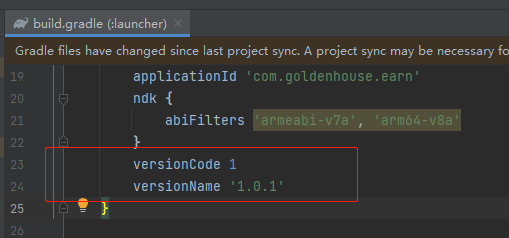 build.gradle (:launcher)
Gradle files have changed since last project sync. A project sync may be necessary fo
19 applicationId 'com.goldenhouse.earn'
20 ndk {
21 abiFilters 'armeabi-v7a', 'arm64-v8a'
22 }
23 versionCode 1
24 versionName '1.0.1'
25 }